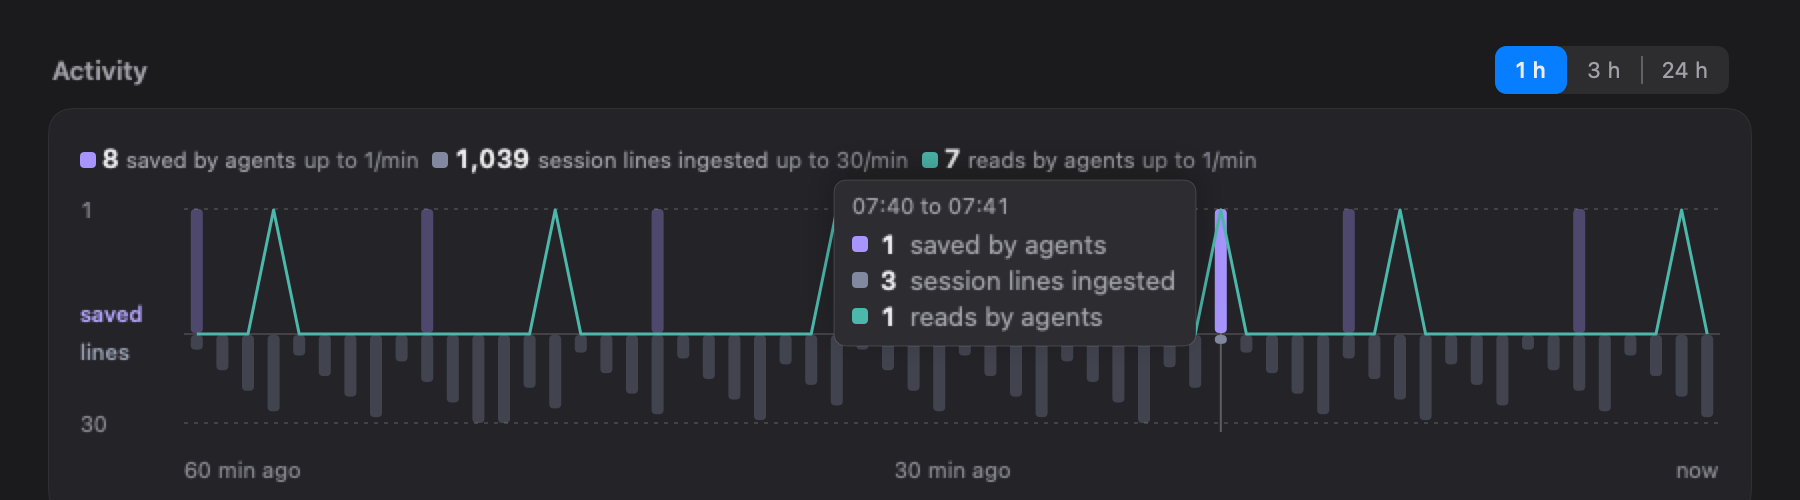 Activity
1 h 3 h 24 h
8 saved by agents up to 1/min 1,039 session lines ingested up to 30/min 7 reads by agents up to 1/min
07:40 to 07:41
1 saved by agents
3 session lines ingested
1 reads by agents
1
saved
lines
30
60 min ago 30 min ago now